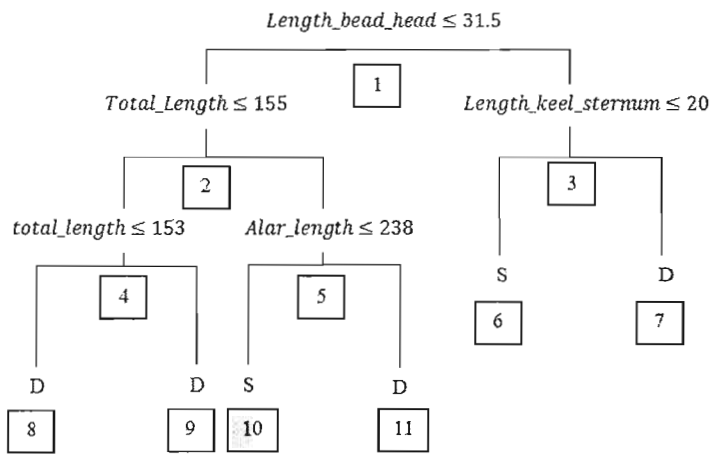 Length_bead_head ≤ 31.5
1
Total_Length ≤ 155
Length_keel_sternum ≤ 20
2
3
total_length ≤ 153
Alar_length ≤ 238
4
5
S
D
6
7
D
D
S
D
8
9
10
11